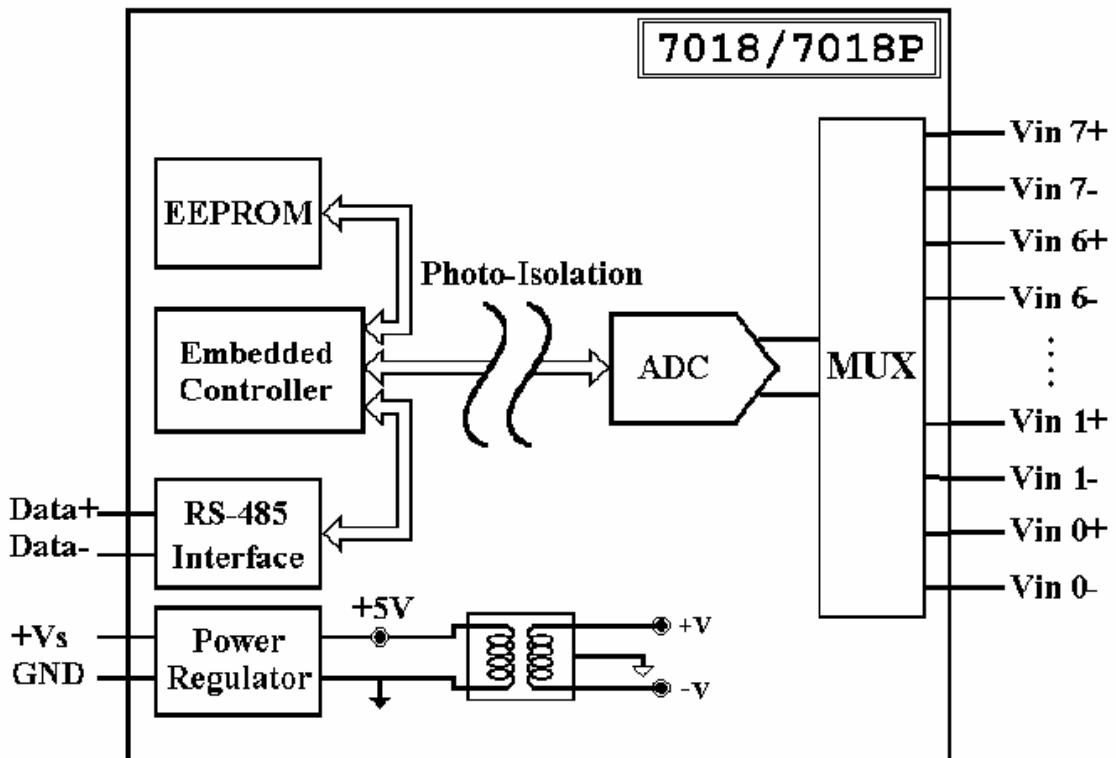 7018/7018P
Vin 7+
Vin 7-
Vin 6+
Vin 6-
Vin 1+
Vin 1-
Vin 0+
Vin 0-
MUX
ADC
Photo-Isolation
EEPROM
Embedded
Controller
RS-485
Interface
Data+
Data-
Power
Regulator
+Vs
GND
+5V
+V
-V